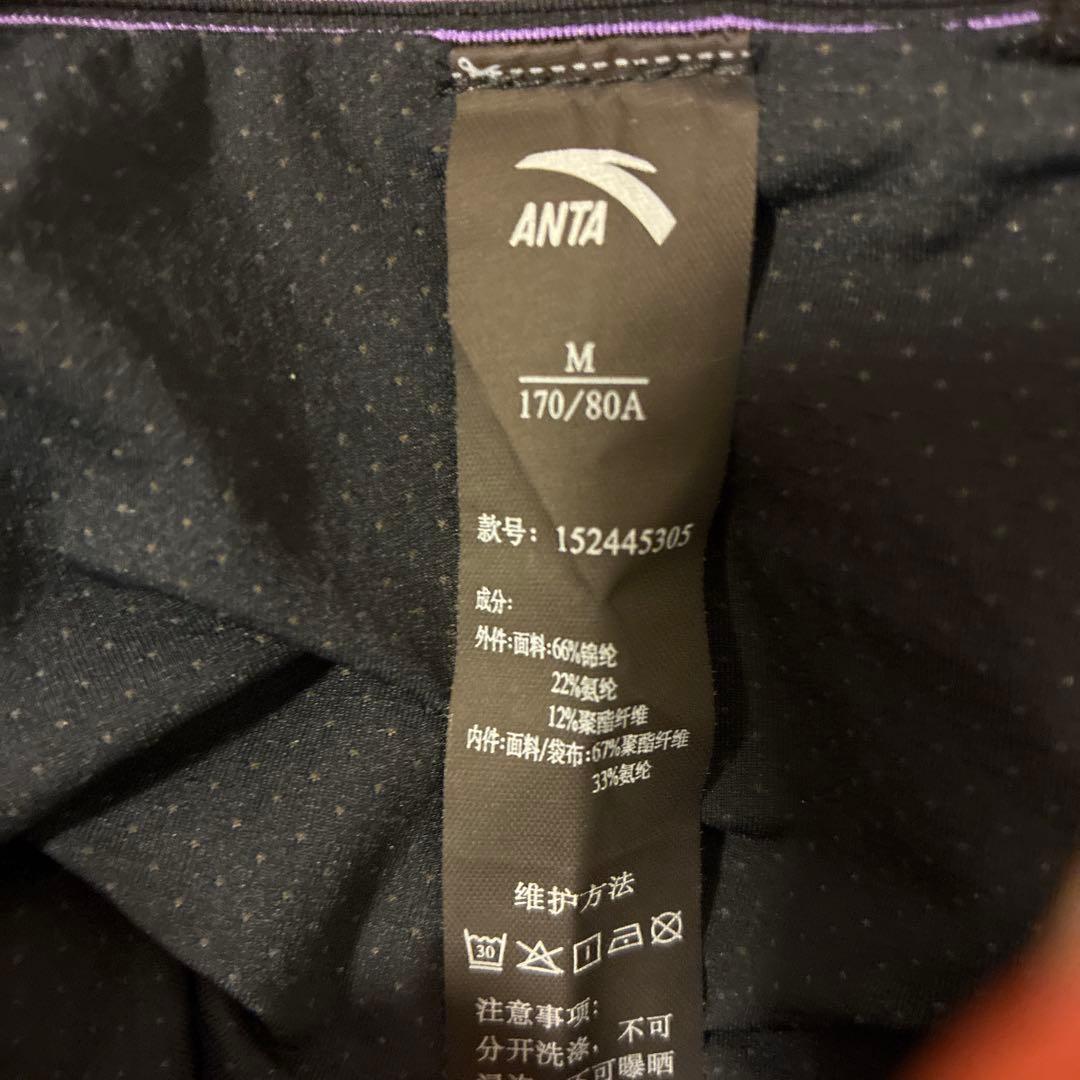 ANTA
M
170/80A
款号: 152445305
成分:
外件:面料:66%锦纶
22%氨纶
12%聚酯纤维
内件:面料/袋布:67%聚酯纤维
33%氨纶
维护方法
30
注意事项:
分开洗涤, 不可
可曝晒